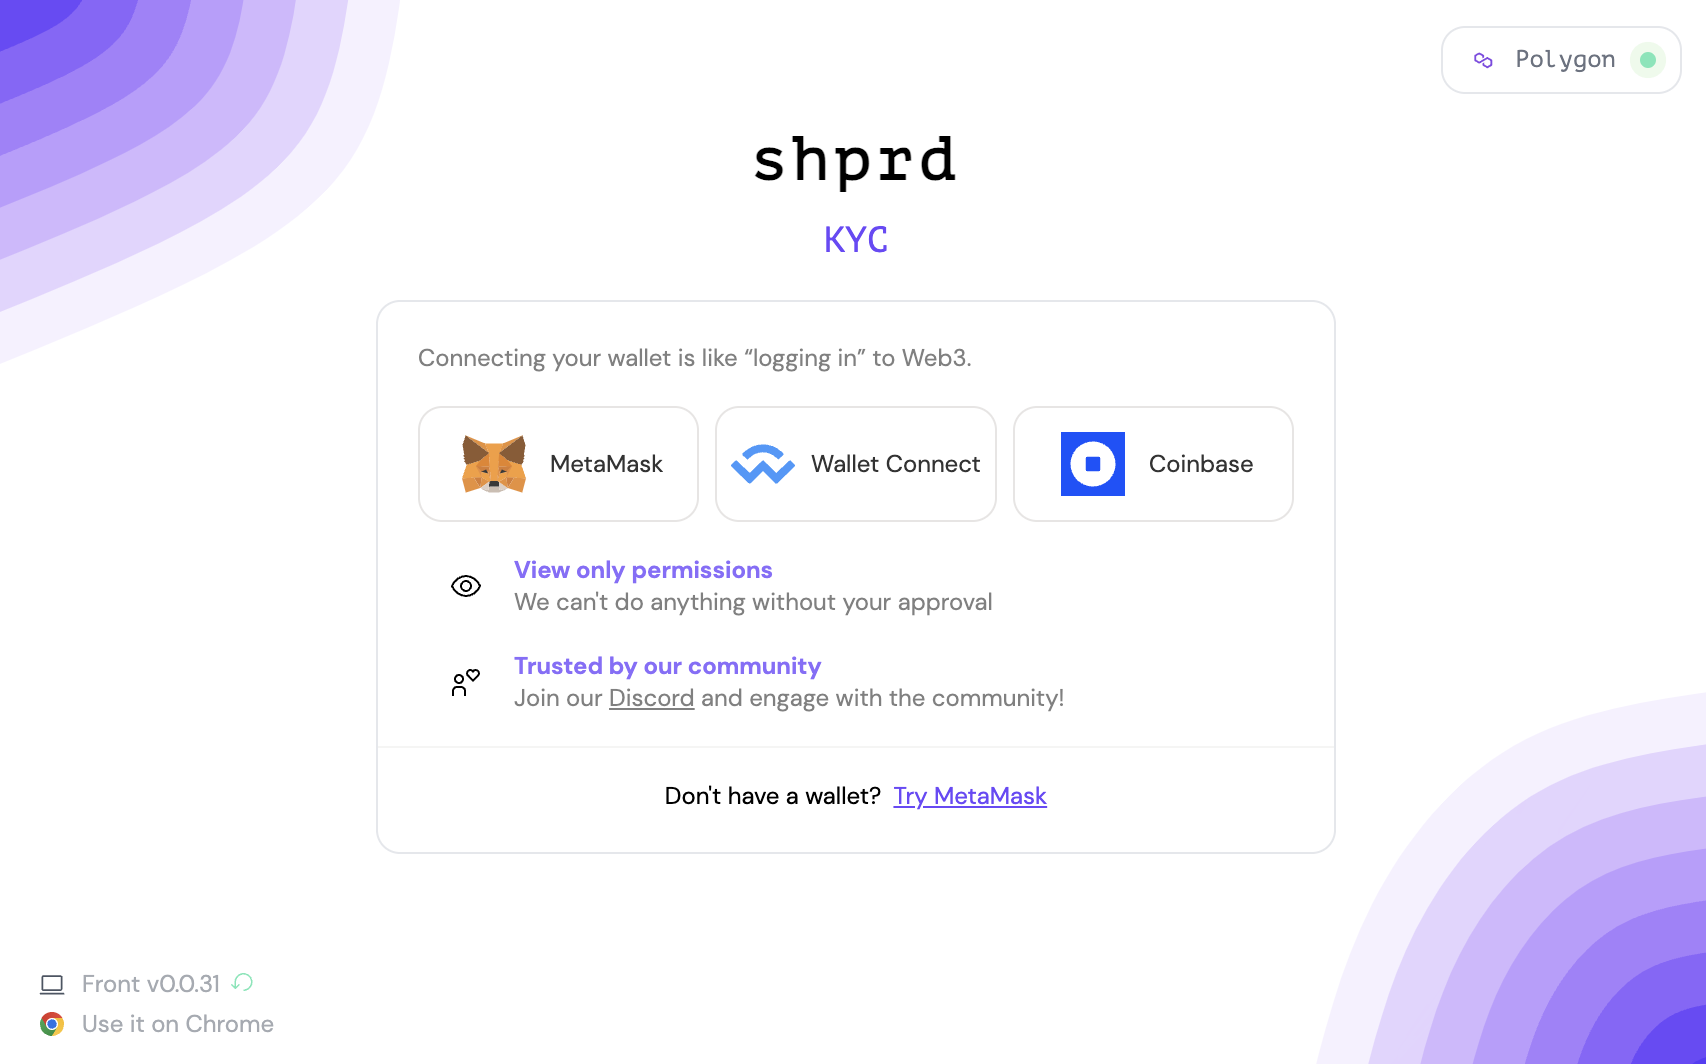 Polygon
shprd
KYC
Connecting your wallet is like “logging in” to Web3.
MetaMask
Wallet Connect
Coinbase
View only permissions
We can't do anything without your approval
Trusted by our community
Join our Discord and engage with the community!
Don't have a wallet? Try MetaMask
Front v0.0.31
Use it on Chrome